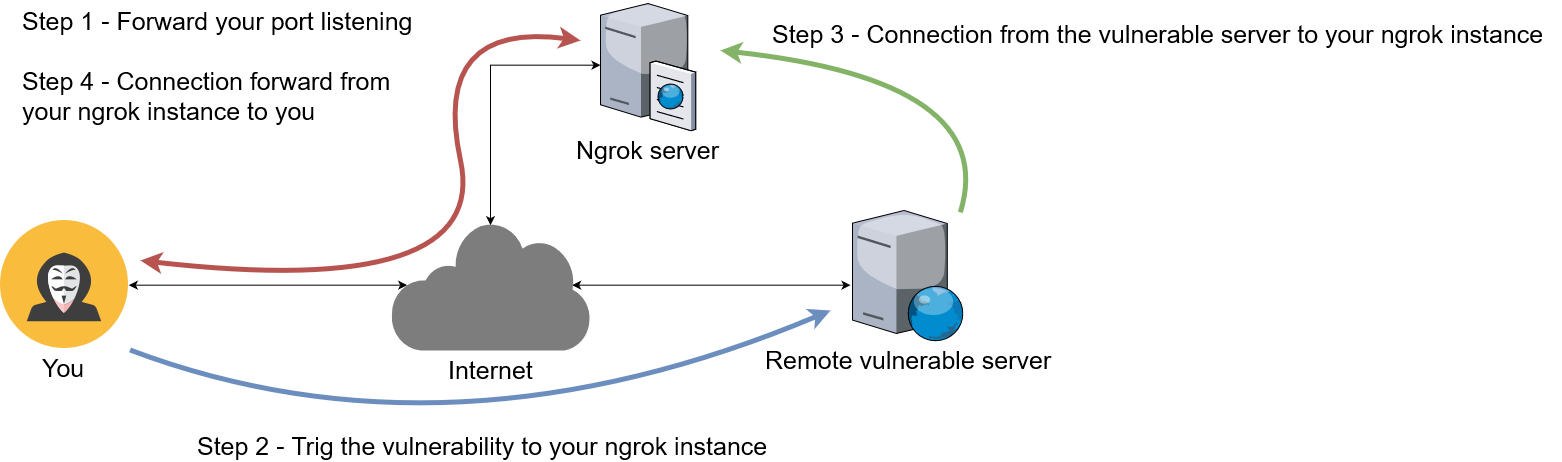 Step 1 - Forward your port listening
Step 3 - Connection from the vulnerable server to your ngrok instance
Step 4 - Connection forward from
your ngrok instance to you
Ngrok server
You
Internet
Remote vulnerable server
Step 2 - Trig the vulnerability to your ngrok instance